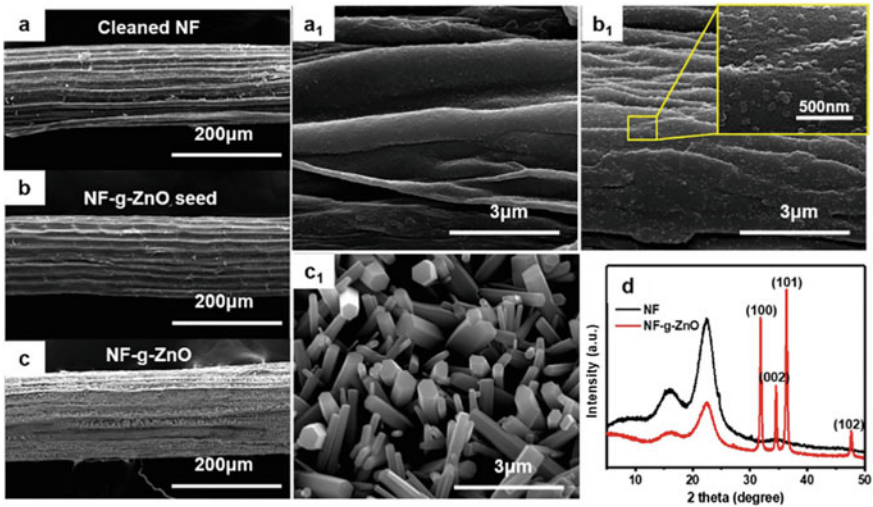 a
Cleaned NF
200μm
b
NF-g-ZnO seed
200μm
c
NF-g-ZnO
200μm
a1
3μm
b1
500nm
3μm
c1
3μm
d
NF
NF-g-ZnO
(100)
(002)
(101)
(102)
Intensity (a.u.)
10 20 30 40 50
2 theta (degree)